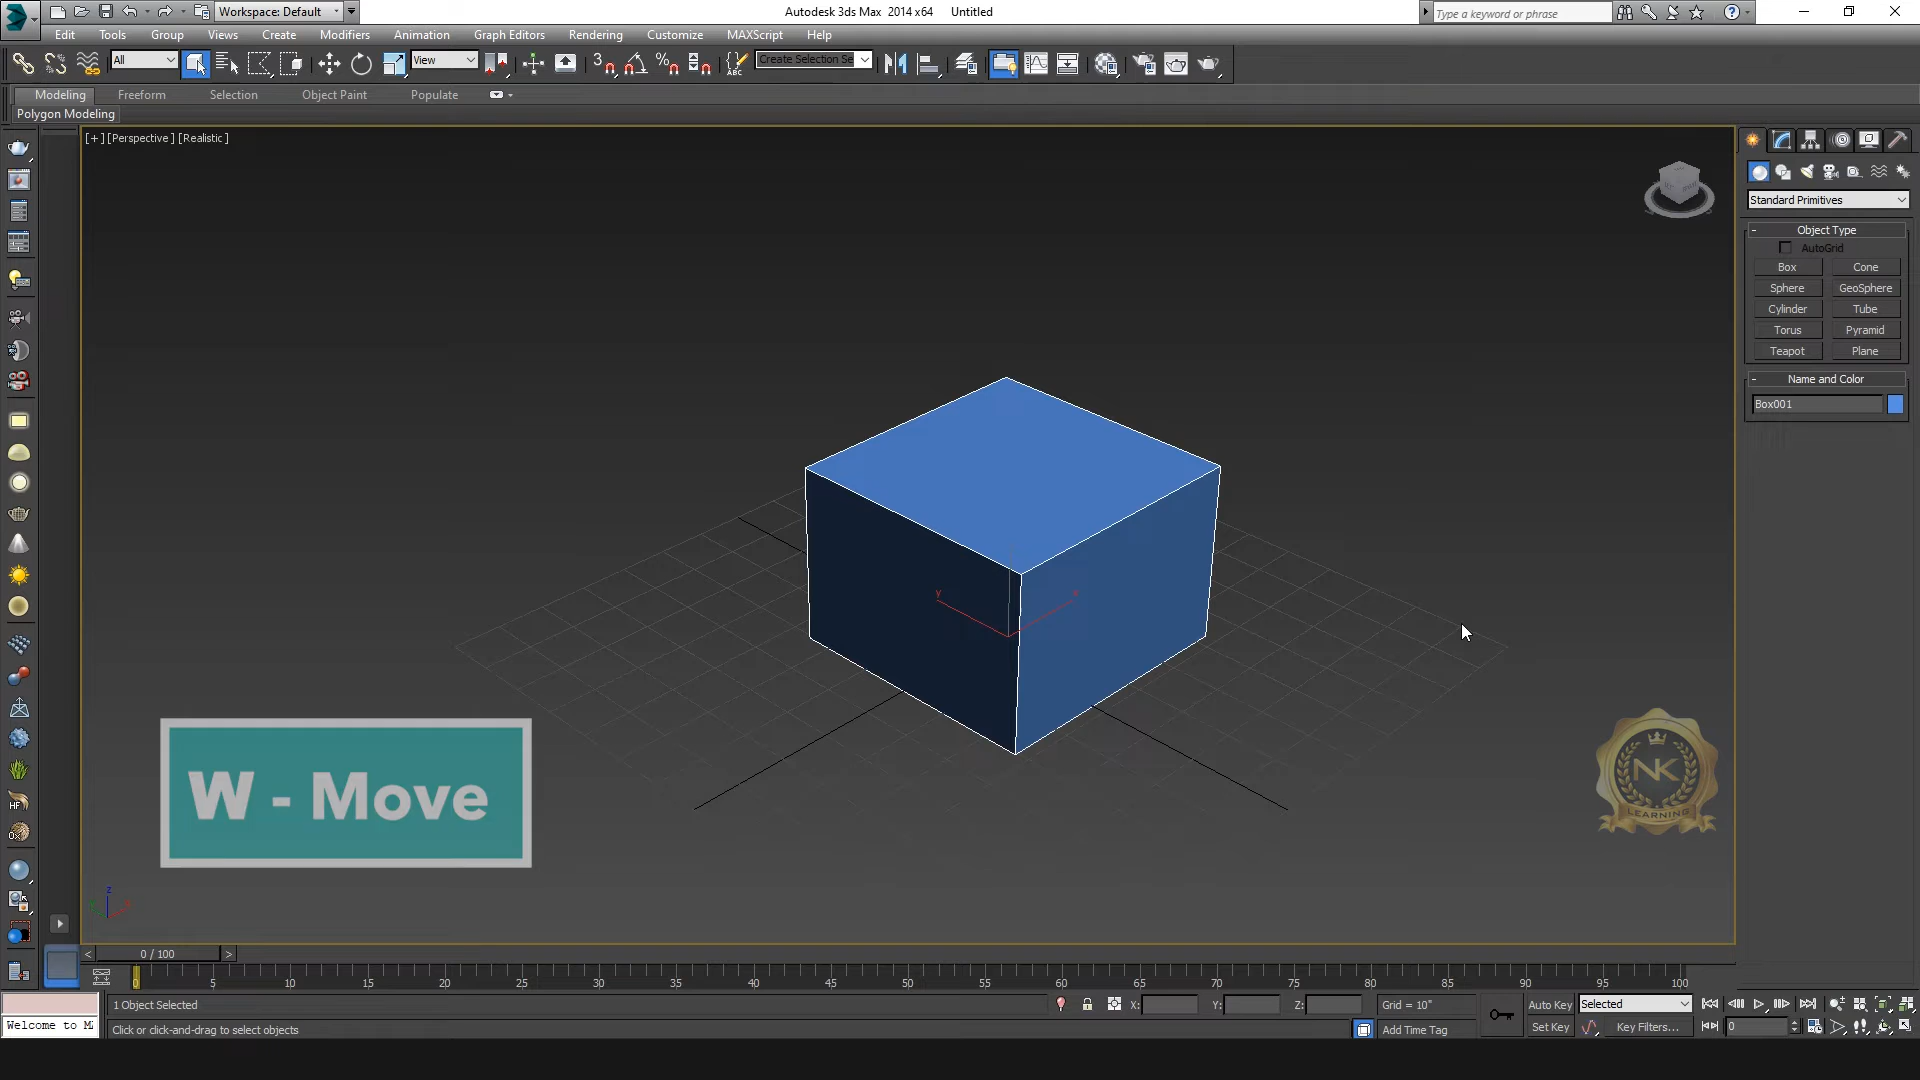 Workspace: Default
Autodesk 3ds Max 2014 x64 Untitled
Type a keyword or phrase
Edit Tools Group Views Create Modifiers Animation Graph Editors Rendering Customize MAXScript Help
All
View
3
ABC
Create Selection Se
Modeling Freeform Selection Object Paint Populate
Polygon Modeling
[+] [Perspective] [Realistic]
Standard Primitives
- Object Type
AutoGrid
Box Cone
Sphere GeoSphere
Cylinder Tube
Torus Pyramid
Teapot Plane
- Name and Color
Box001
y x
W - Move
NK
LEARNING
HF
z
< 0 / 100 >
0 5 10 15 20 25 30 35 40 45 50 55 60 65 70 75 80 85 90 95 100
1 Object Selected
X: Y: Z:
Grid = 10"
Auto Key
Selected
Welcome to M
Click or click-and-drag to select objects
Add Time Tag
Set Key
Key Filters...
0